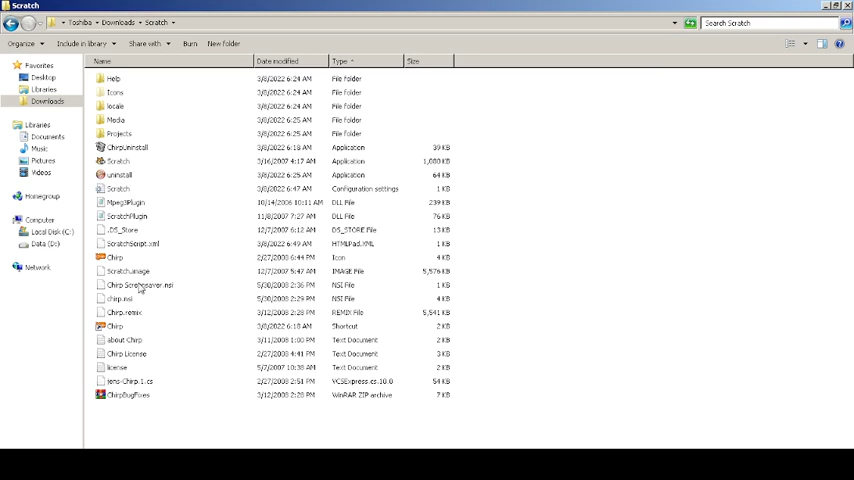 Scratch
Toshiba ▸ Downloads ▸ Scratch ▸
Search Scratch
Organize Include in library Share with Burn New folder
Name Date modified Type Size
Favorites
Desktop
Libraries
Downloads
Libraries
Documents
Music
Pictures
Videos
Homegroup
Computer
Local Disk (C:)
Data (D:)
Network
Help 3/8/2022 6:24 AM File folder
Icons 3/8/2022 6:24 AM File folder
locale 3/8/2022 6:24 AM File folder
Media 3/8/2022 6:25 AM File folder
Projects 3/8/2022 6:25 AM File folder
ChirpUninstall 3/8/2022 6:24 AM Application 39 KB
Scratch 3/16/2007 4:17 AM Application 1,080 KB
uninstall 3/8/2022 6:25 AM Application 64 KB
Scratch 3/8/2022 6:47 AM Configuration settings 1 KB
Mpeg3Plugin 10/14/2006 10:11 AM DLL File 239 KB
ScratchPlugin 11/8/2007 7:27 AM DLL File 76 KB
.DS_Store 12/7/2007 6:12 AM DS_STORE File 13 KB
ScratchScript.xml 3/8/2022 6:49 AM HTMLPad.XML 1 KB
Chirp 2/27/2008 6:44 PM Icon 4 KB
Scratch.image 12/7/2007 5:47 AM IMAGE File 5,576 KB
Chirp Screensaver.nsi 5/30/2008 2:36 PM NSI File 1 KB
chirp.nsi 5/30/2008 2:29 PM NSI File 4 KB
Chirp.remix 3/12/2008 2:28 PM REMIX File 5,541 KB
Chirp 3/8/2022 6:18 AM Shortcut 2 KB
about Chirp 3/11/2008 1:00 PM Text Document 2 KB
Chirp License 2/27/2008 4:41 PM Text Document 3 KB
license 5/7/2007 10:38 AM Text Document 2 KB
jens-Chirp.1.cs 2/27/2008 2:51 PM VCSExpress.cs.10.0 54 KB
ChirpBugFixes 3/12/2008 2:28 PM WinRAR ZIP archive 7 KB